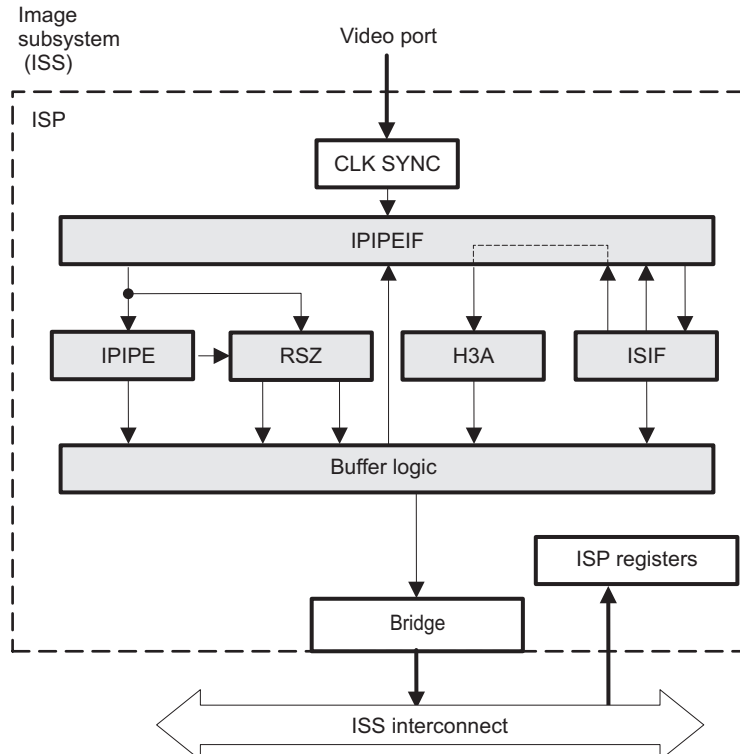 Image
subsystem
(ISS)
Video port
ISP
CLK SYNC
IPIPEIF
IPIPE
RSZ
H3A
ISIF
Buffer logic
ISP registers
Bridge
ISS interconnect